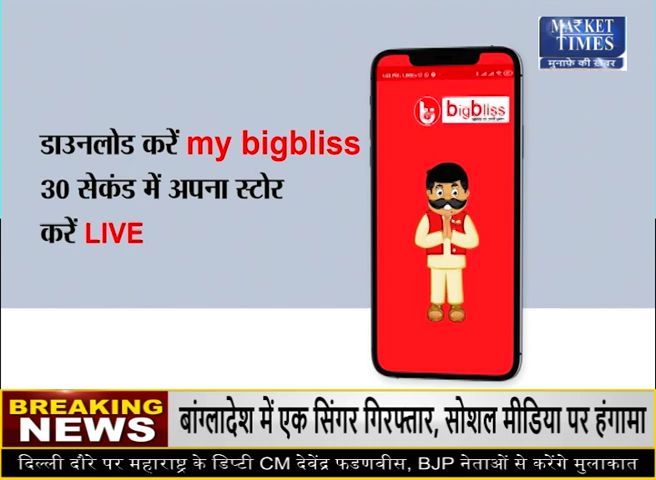 MARKET
TIMES
मुनाफे की खबर
bigbliss
डाउनलोड करें my bigbliss
30 सेकंड में अपना स्टोर
करें LIVE
BREAKING
NEWS
बांग्लादेश में एक सिंगर गिरफ्तार, सोशल मीडिया पर हंगामा
दिल्ली दौरे पर महाराष्ट्र के डिप्टी CM देवेंद्र फडणवीस, BJP नेताओं से करेंगे मुलाकात